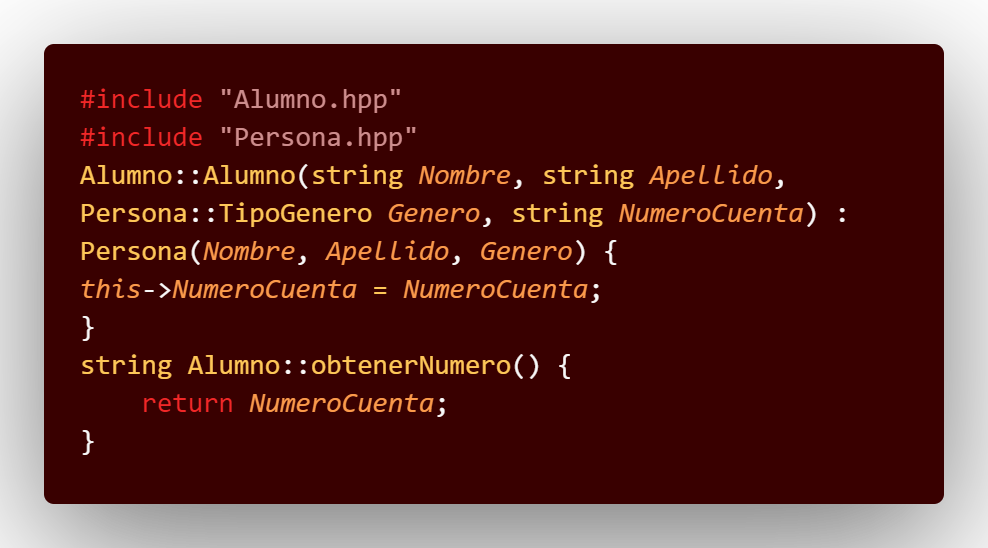 #include "Alumno.hpp"
#include "Persona.hpp"
Alumno::Alumno(string Nombre, string Apellido,
Persona::TipoGenero Genero, string NumeroCuenta) :
Persona(Nombre, Apellido, Genero) {
this->NumeroCuenta = NumeroCuenta;
}
string Alumno::obtenerNumero() {
    return NumeroCuenta;
}